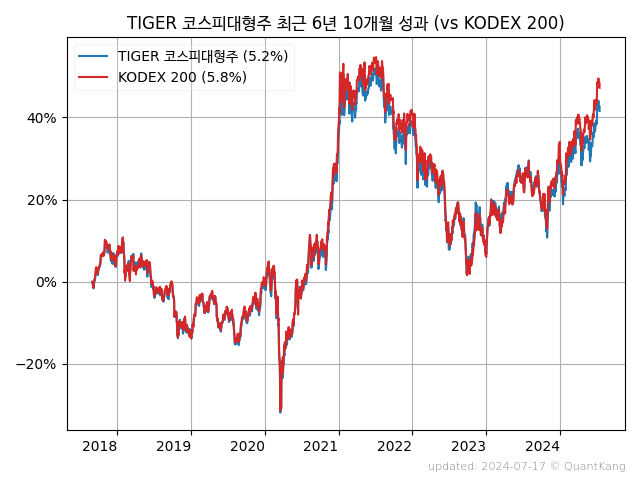 TIGER 코스피대형주 최근 6년 10개월 성과 (vs KODEX 200)
TIGER 코스피대형주 (5.2%)
KODEX 200 (5.8%)
40%
20%
0%
−20%
2018 2019 2020 2021 2022 2023 2024
updated: 2024-07-17 © QuantKang